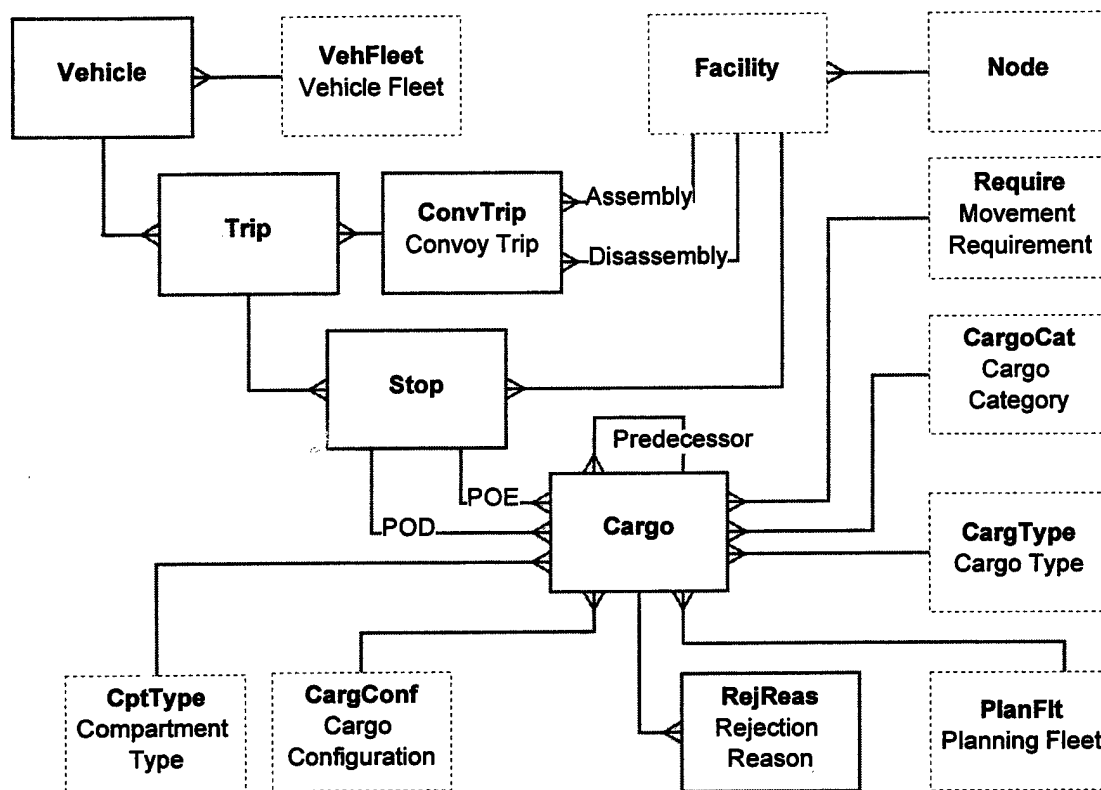 Vehicle
VehFleet
Vehicle Fleet
Facility
Node
Trip
ConvTrip
Convoy Trip
Assembly
Disassembly
Require
Movement
Requirement
Stop
CargoCat
Cargo
Category
Predecessor
POE
POD
Cargo
CargType
Cargo Type
CptType
Compartment
Type
CargConf
Cargo
Configuration
RejReas
Rejection
Reason
PlanFlt
Planning Fleet